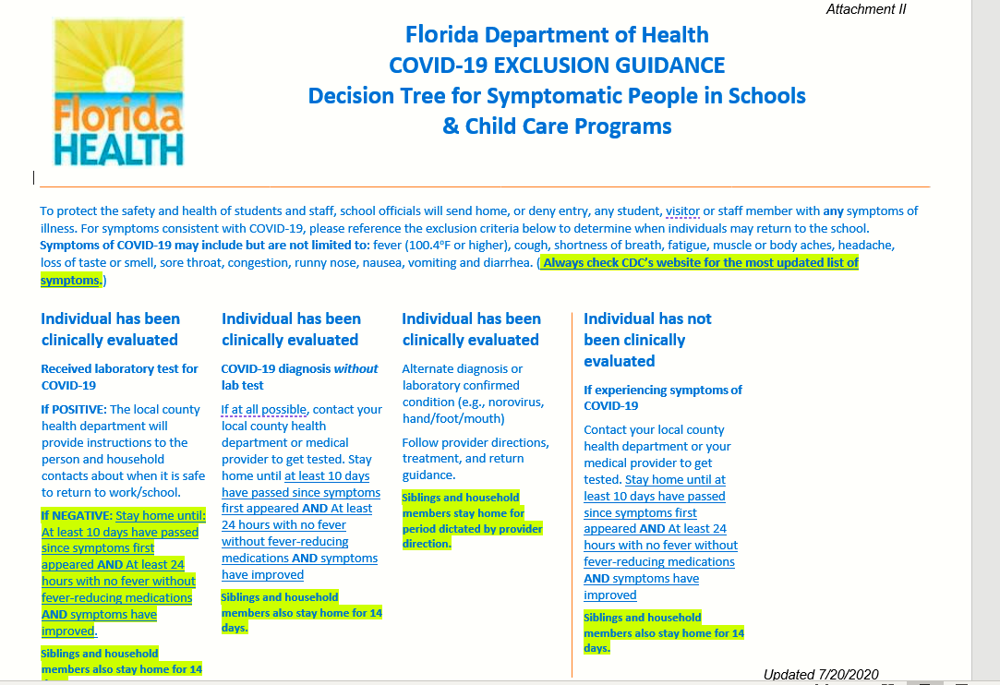 Attachment II
Florida
HEALTH
Florida Department of Health
COVID-19 EXCLUSION GUIDANCE
Decision Tree for Symptomatic People in Schools
& Child Care Programs
To protect the safety and health of students and staff, school officials will send home, or deny entry, any student, visitor or staff member with any symptoms of
illness. For symptoms consistent with COVID-19, please reference the exclusion criteria below to determine when individuals may return to the school.
Symptoms of COVID-19 may include but are not limited to: fever (100.4°F or higher), cough, shortness of breath, fatigue, muscle or body aches, headache,
loss of taste or smell, sore throat, congestion, runny nose, nausea, vomiting and diarrhea. ( Always check CDC's website for the most updated list of
symptoms.)
Individual has been
clinically evaluated
Received laboratory test for
COVID-19
If POSITIVE: The local county
health department will
provide instructions to the
person and household
contacts about when it is safe
to return to work/school.
If NEGATIVE: Stay home until:
At least 10 days have passed
since symptoms first
appeared AND At least 24
hours with no fever without
fever-reducing medications
AND symptoms have
improved.
Siblings and household
members also stay home for 14
Individual has been
clinically evaluated
COVID-19 diagnosis without
lab test
If at all possible, contact your
local county health
department or medical
provider to get tested. Stay
home until at least 10 days
have passed since symptoms
first appeared AND At least
24 hours with no fever
without fever-reducing
medications AND symptoms
have improved
Siblings and household
members also stay home for 14
days.
Individual has been
clinically evaluated
Alternate diagnosis or
laboratory confirmed
condition (e.g., norovirus,
hand/foot/mouth)
Follow provider directions,
treatment, and return
guidance.
Siblings and household
members stay home for
period dictated by provider
direction.
Individual has not
been clinically
evaluated
If experiencing symptoms of
COVID-19
Contact your local county
health department or your
medical provider to get
tested. Stay home until at
least 10 days have passed
since symptoms first
appeared AND At least 24
hours with no fever without
fever-reducing medications
AND symptoms have
improved
Siblings and household
members also stay home for 14
days.
Updated 7/20/2020